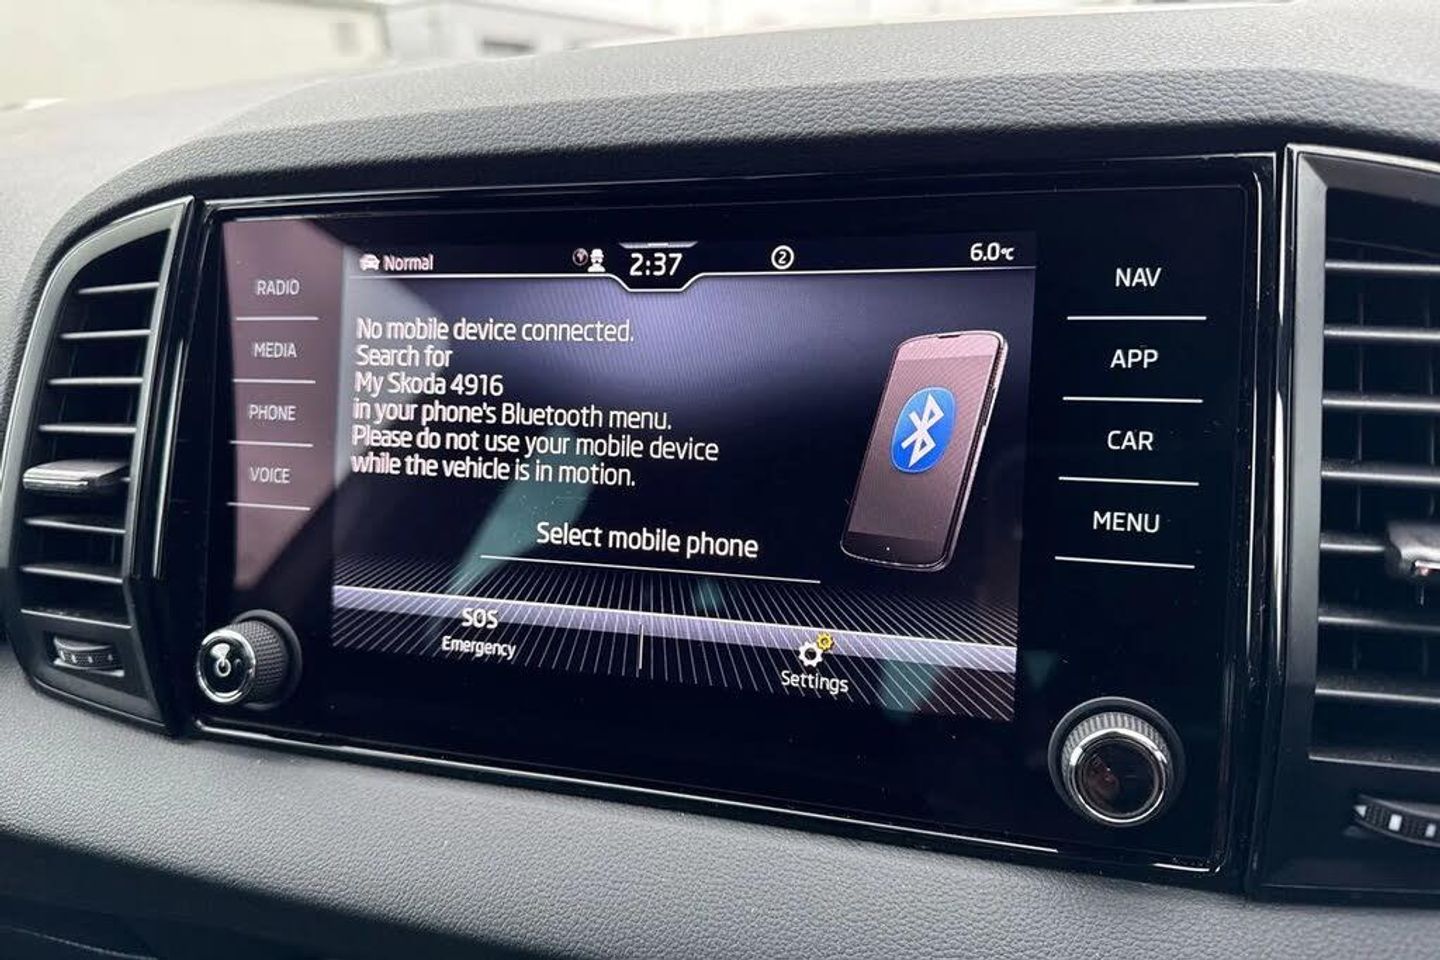 Normal
2:37
2
6.0°C
RADIO
MEDIA
PHONE
VOICE
No mobile device connected.
Search for
My Skoda 4916
in your phone's Bluetooth menu.
Please do not use your mobile device
while the vehicle is in motion.
Select mobile phone
SOS
Emergency
Settings
NAV
APP
CAR
MENU